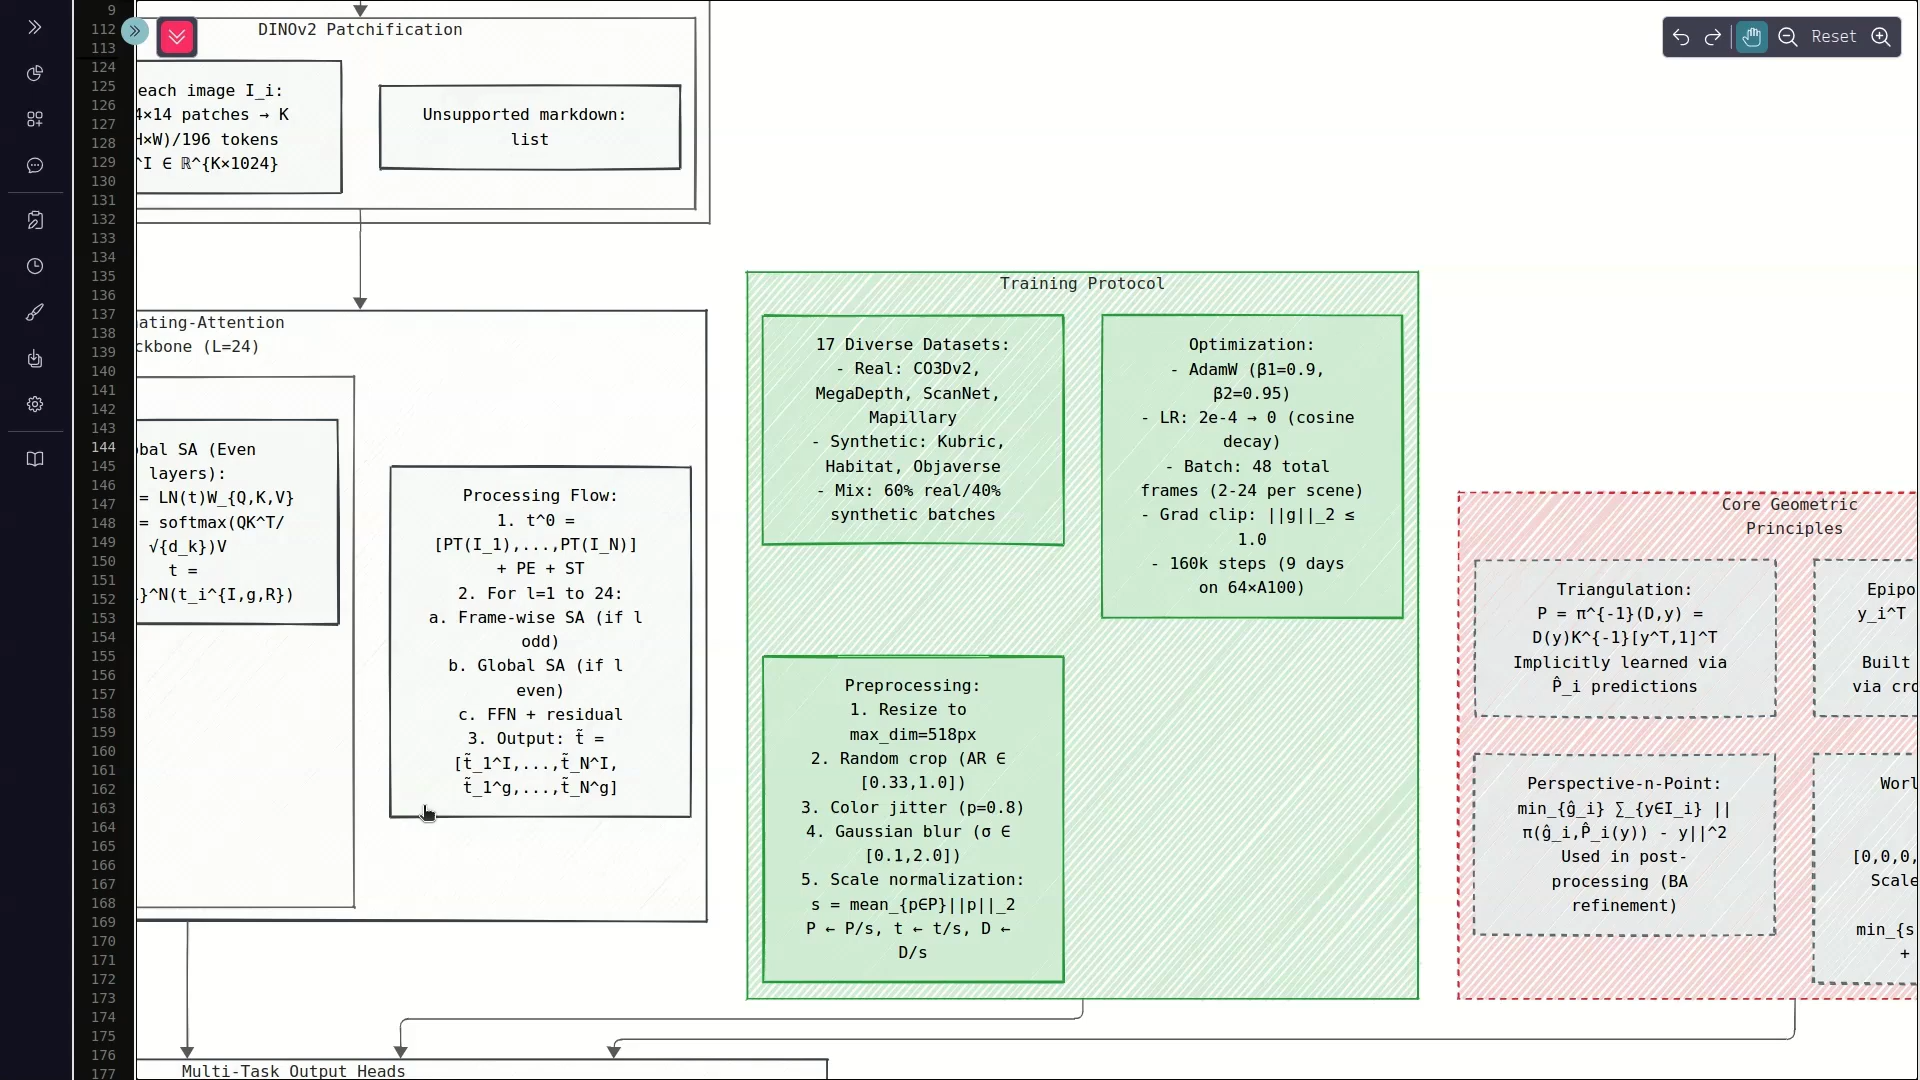 9
112
113
124
125
126
127
128
129
130
131
132
133
134
135
136
137
138
139
140
141
142
143
144
145
146
147
148
149
150
151
152
153
154
155
156
157
158
159
160
161
162
163
164
165
166
167
168
169
170
171
172
173
174
175
176
177
Reset
DINOv2 Patchification
each image I_i:
4×14 patches → K
H×W)/196 tokens
^I ∈ ℝ^{K×1024}
Unsupported markdown:
list
nating-Attention
ckbone (L=24)
bal SA (Even
layers):
= LN(t)W_{Q,K,V}
= softmax(QK^T/
√{d_k})V
t =
}^N(t_i^{I,g,R})
Processing Flow:
1. t^0 =
[PT(I_1),...,PT(I_N)]
+ PE + ST
2. For l=1 to 24:
a. Frame-wise SA (if l
odd)
b. Global SA (if l
even)
c. FFN + residual
3. Output: t̃ =
[t̃_1^I,...,t̃_N^I,
t̃_1^g,...,t̃_N^g]
Training Protocol
17 Diverse Datasets:
- Real: CO3Dv2,
MegaDepth, ScanNet,
Mapillary
- Synthetic: Kubric,
Habitat, Objaverse
- Mix: 60% real/40%
synthetic batches
Optimization:
- AdamW (β1=0.9,
β2=0.95)
- LR: 2e-4 → 0 (cosine
decay)
- Batch: 48 total
frames (2-24 per scene)
- Grad clip: ||g||_2 ≤
1.0
- 160k steps (9 days
on 64×A100)
Preprocessing:
1. Resize to
max_dim=518px
2. Random crop (AR ∈
[0.33,1.0])
3. Color jitter (p=0.8)
4. Gaussian blur (σ ∈
[0.1,2.0])
5. Scale normalization:
s = mean_{p∈P}||p||_2
P ← P/s, t ← t/s, D ←
D/s
Core Geometric
Principles
Triangulation:
P = π^{-1}(D,y) =
D(y)K^{-1}[y^T,1]^T
Implicitly learned via
P̂_i predictions
Epipo
y_i^T
Built
via cro
Perspective-n-Point:
min_{ĝ_i} ∑_{y∈I_i} ||
π(ĝ_i,P̂_i(y)) - y||^2
Used in post-
processing (BA
refinement)
Worl
[0,0,0,
Scale
min_{s
+
Multi-Task Output Heads